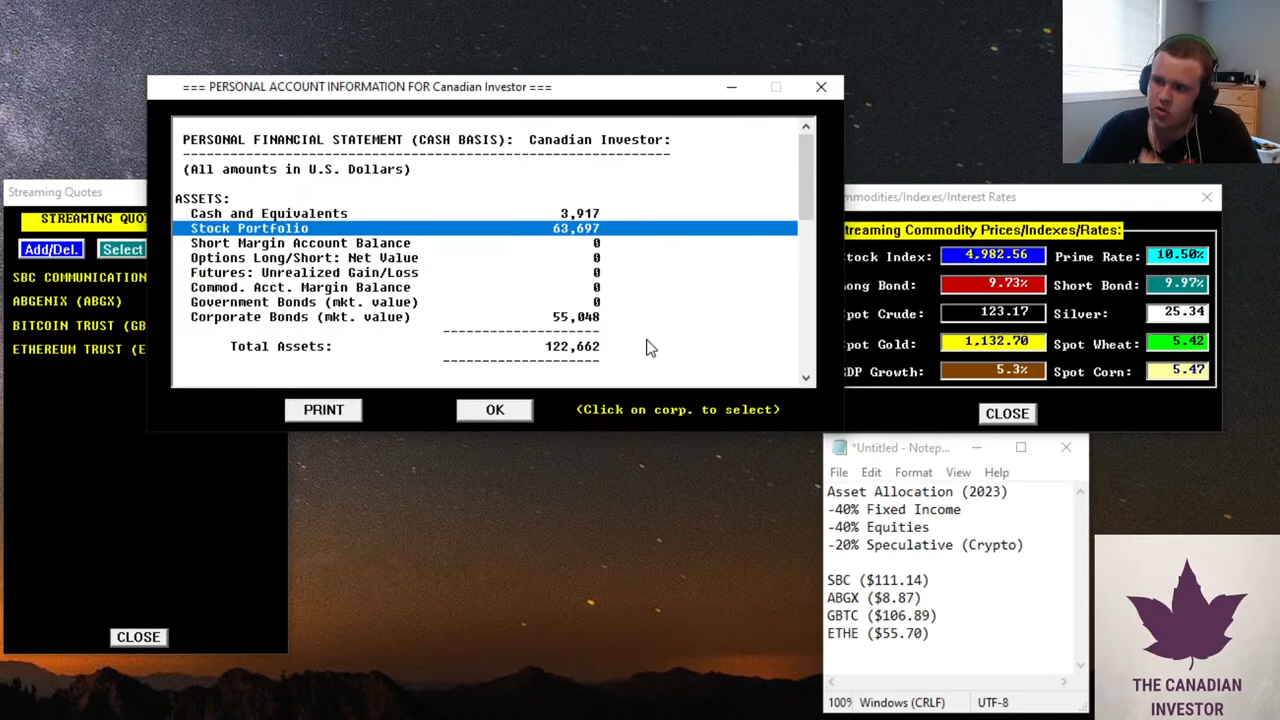 === PERSONAL ACCOUNT INFORMATION FOR Canadian Investor ===
PERSONAL FINANCIAL STATEMENT (CASH BASIS): Canadian Investor:
(All amounts in U.S. Dollars)
ASSETS:
Cash and Equivalents 3,917
Stock Portfolio 63,697
Short Margin Account Balance 0
Options Long/Short: Net Value 0
Futures: Unrealized Gain/Loss 0
Commod. Acct. Margin Balance 0
Government Bonds (mkt. value) 0
Corporate Bonds (mkt. value) 55,048
Total Assets: 122,662
PRINT
OK
(Click on corp. to select)
Streaming Quotes
STREAMING QUOT
Add/Del.
Select
SBC COMMUNICATION
ABGENIX (ABGX)
BITCOIN TRUST (GB
ETHEREUM TRUST (E
CLOSE
mmodities/Indexes/Interest Rates
Streaming Commodity Prices/Indexes/Rates:
Stock Index: 4,982.56 Prime Rate: 10.50%
Long Bond: 9.73% Short Bond: 9.97%
Spot Crude: 123.17 Silver: 25.34
Spot Gold: 1,132.70 Spot Wheat: 5.42
GDP Growth: 5.3% Spot Corn: 5.47
CLOSE
*Untitled - Notep...
File Edit Format View Help
Asset Allocation (2023)
-40% Fixed Income
-40% Equities
-20% Speculative (Crypto)
SBC ($111.14)
ABGX ($8.87)
GBTC ($106.89)
ETHE ($55.70)
100% Windows (CRLF) UTF-8
THE CANADIAN
INVESTOR